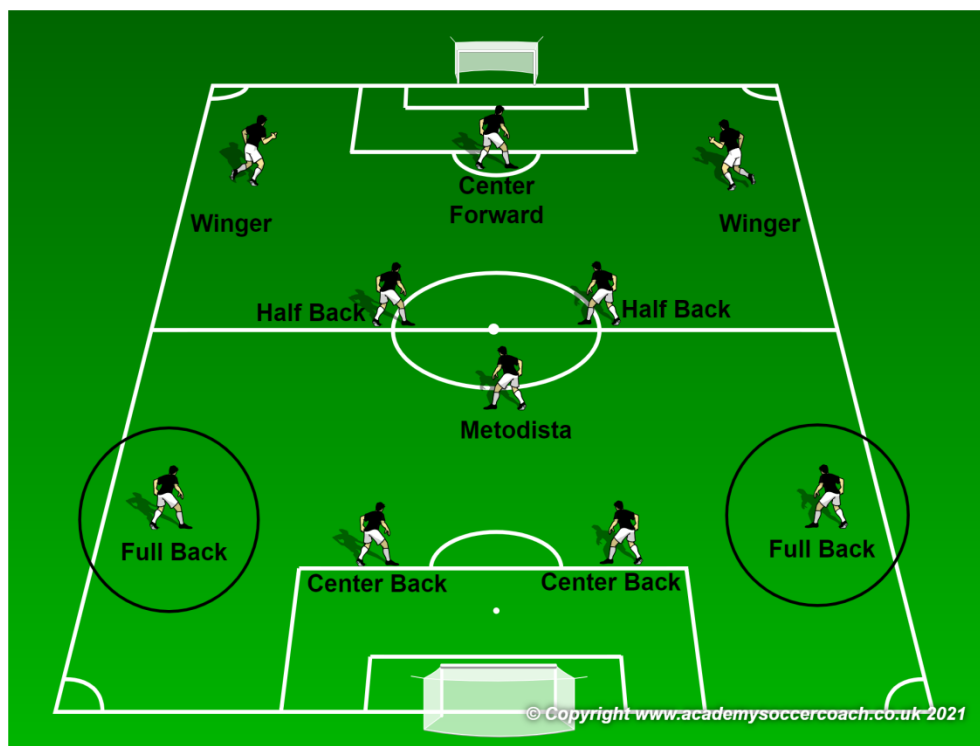 Center
Forward
Winger
Winger
Half Back
Half Back
Metodista
Full Back
Full Back
Center Back
Center Back
© Copyright www.academysoccercoach.co.uk 2021